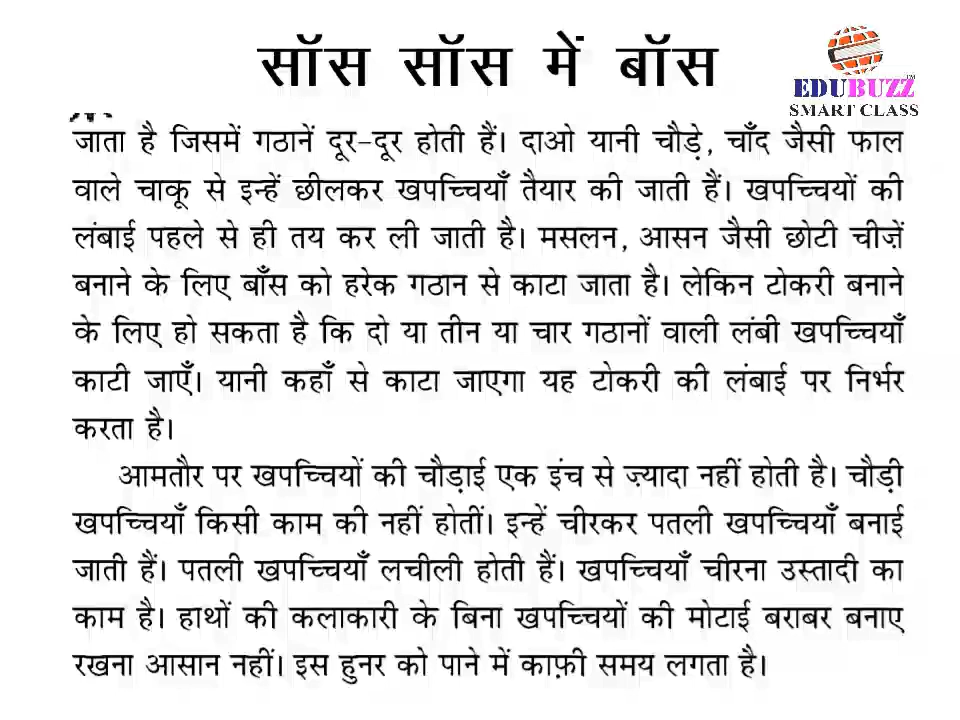 सॉस सॉस में बॉस
EDUBUZZ™
SMART CLASS
जाता है जिसमें गठानें दूर-दूर होती हैं। दाओ यानी चौड़े, चाँद जैसी फाल
वाले चाकू से इन्हें छीलकर खपच्चियाँ तैयार की जाती हैं। खपच्चियों की
लंबाई पहले से ही तय कर ली जाती है। मसलन, आसन जैसी छोटी चीज़ें
बनाने के लिए बाँस को हरेक गठान से काटा जाता है। लेकिन टोकरी बनाने
के लिए हो सकता है कि दो या तीन या चार गठानों वाली लंबी खपच्चियाँ
काटी जाएँ। यानी कहाँ से काटा जाएगा यह टोकरी की लंबाई पर निर्भर
करता है।
आमतौर पर खपच्चियों की चौड़ाई एक इंच से ज़्यादा नहीं होती है। चौड़ी
खपच्चियाँ किसी काम की नहीं होतीं। इन्हें चीरकर पतली खपच्चियाँ बनाई
जाती हैं। पतली खपच्चियाँ लचीली होती हैं। खपच्चियाँ चीरना उस्तादी का
काम है। हाथों की कलाकारी के बिना खपच्चियों की मोटाई बराबर बनाए
रखना आसान नहीं। इस हुनर को पाने में काफ़ी समय लगता है।